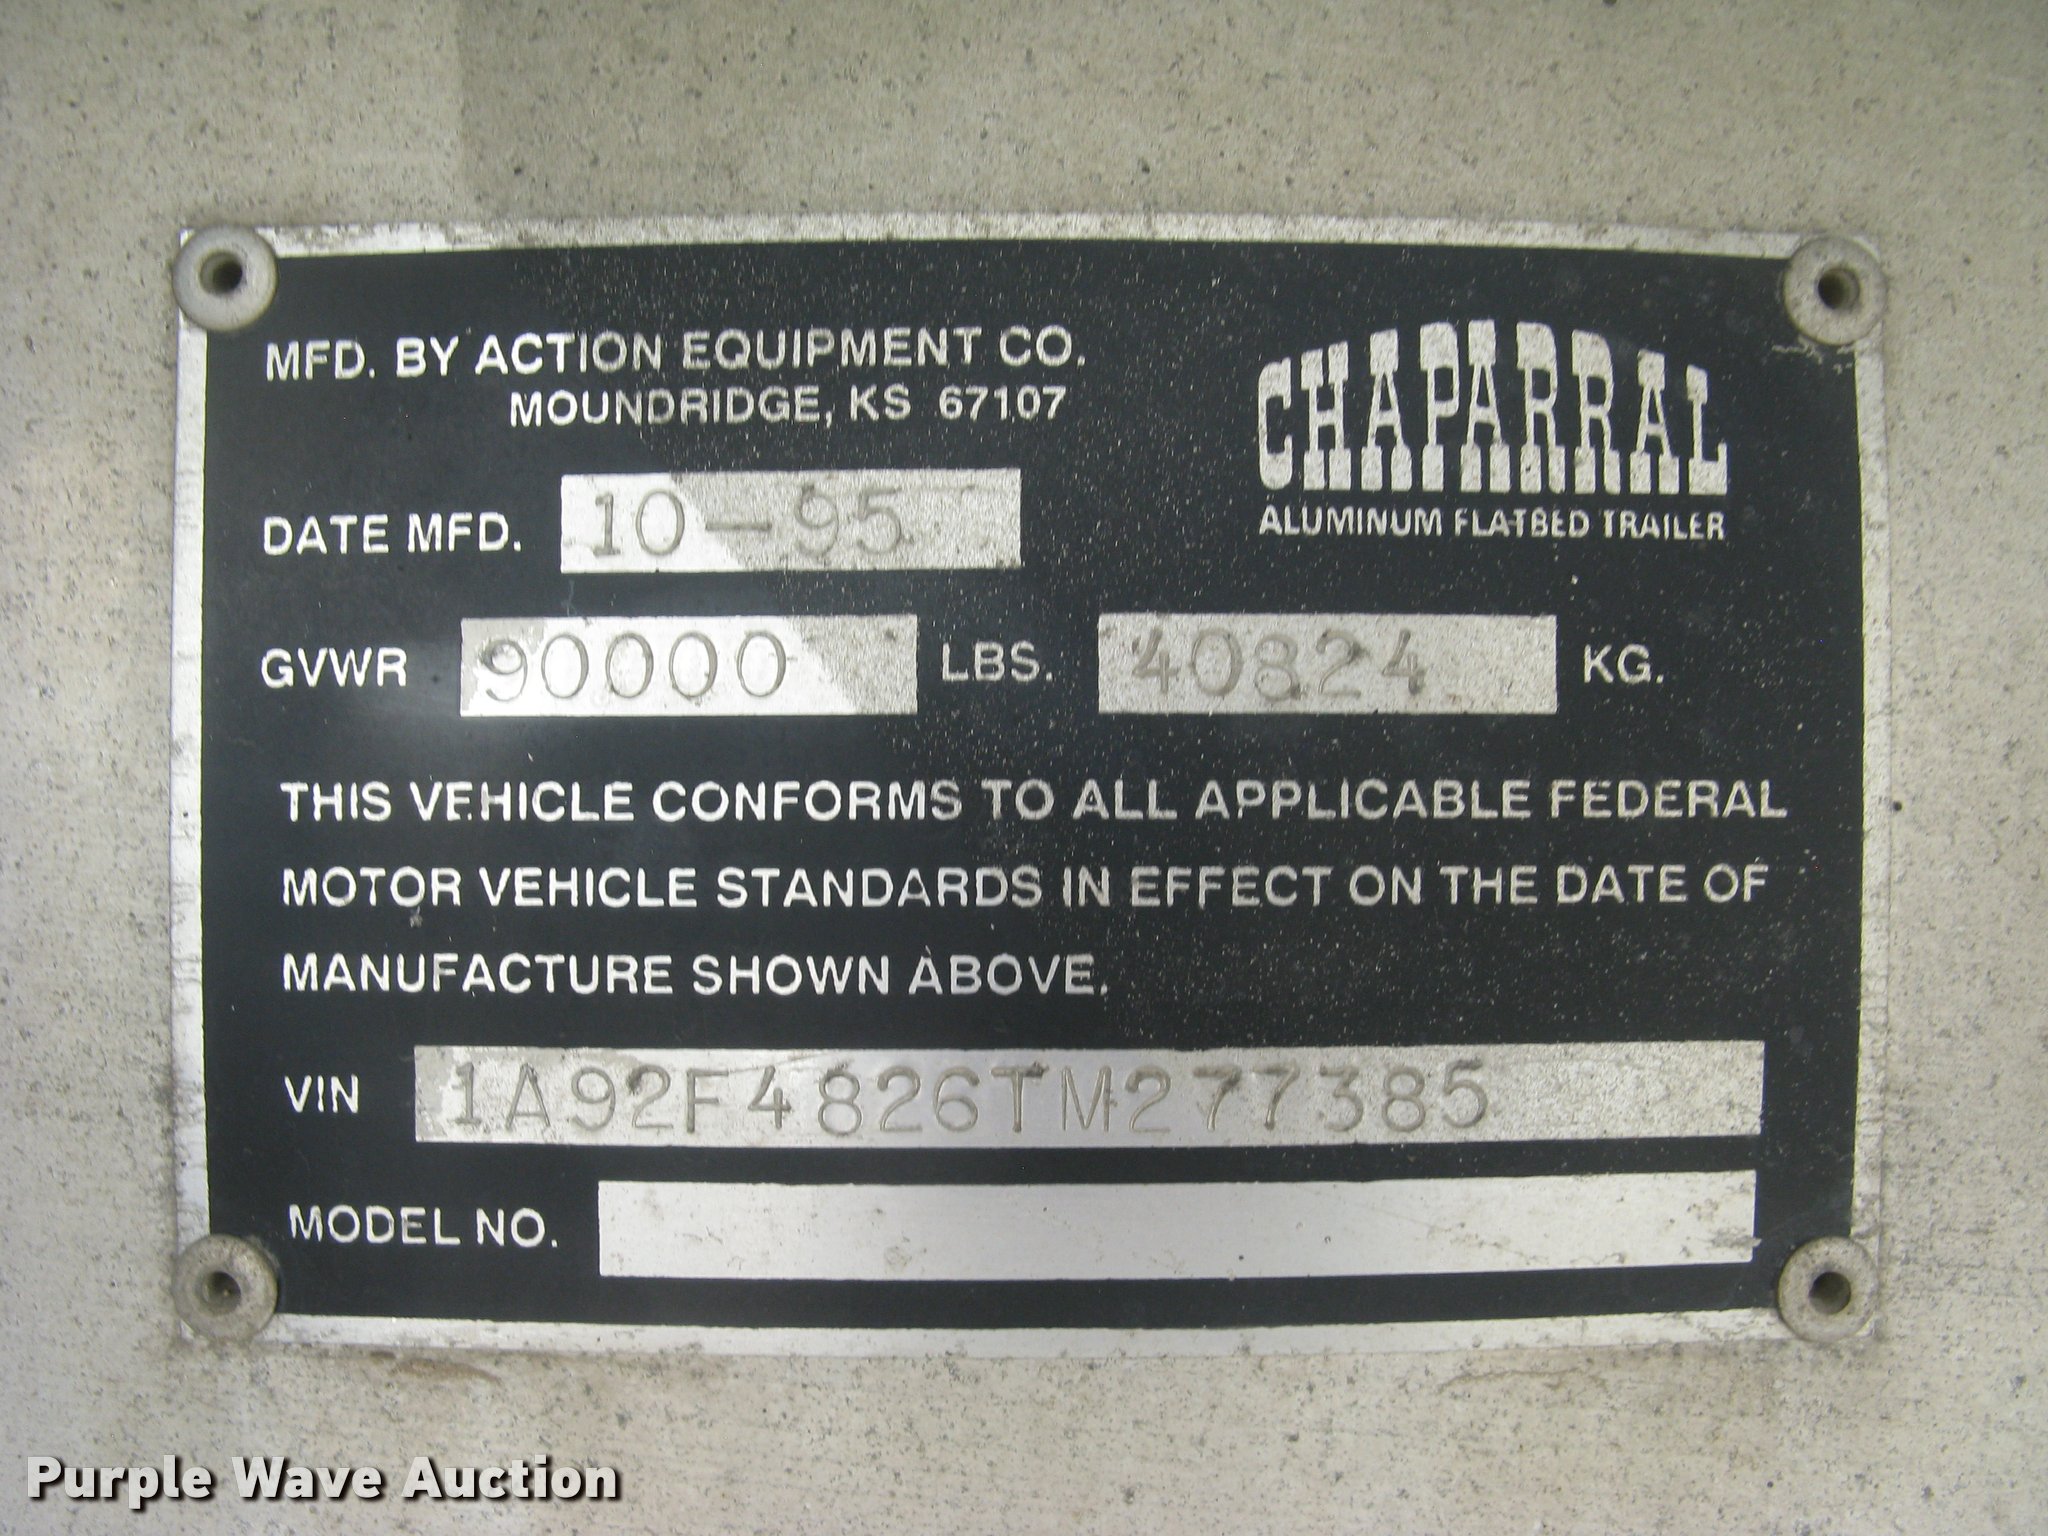 MFD. BY ACTION EQUIPMENT CO.
MOUNDRIDGE, KS 67107
CHAPARRAL
ALUMINUM FLATBED TRAILER
DATE MFD. 10-95
GVWR 90000 LBS. 40824 KG.
THIS VEHICLE CONFORMS TO ALL APPLICABLE FEDERAL
MOTOR VEHICLE STANDARDS IN EFFECT ON THE DATE OF
MANUFACTURE SHOWN ABOVE.
VIN 1A92F4826TM277385
MODEL NO.
Purple Wave Auction